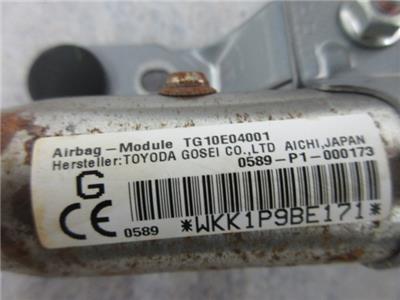 Airbag-Module TG10E04001
Hersteller:TOYODA GOSEI CO.,LTD AICHI,JAPAN
0589-P1-000173
G
CE 0589
*WKK1P9BE171*